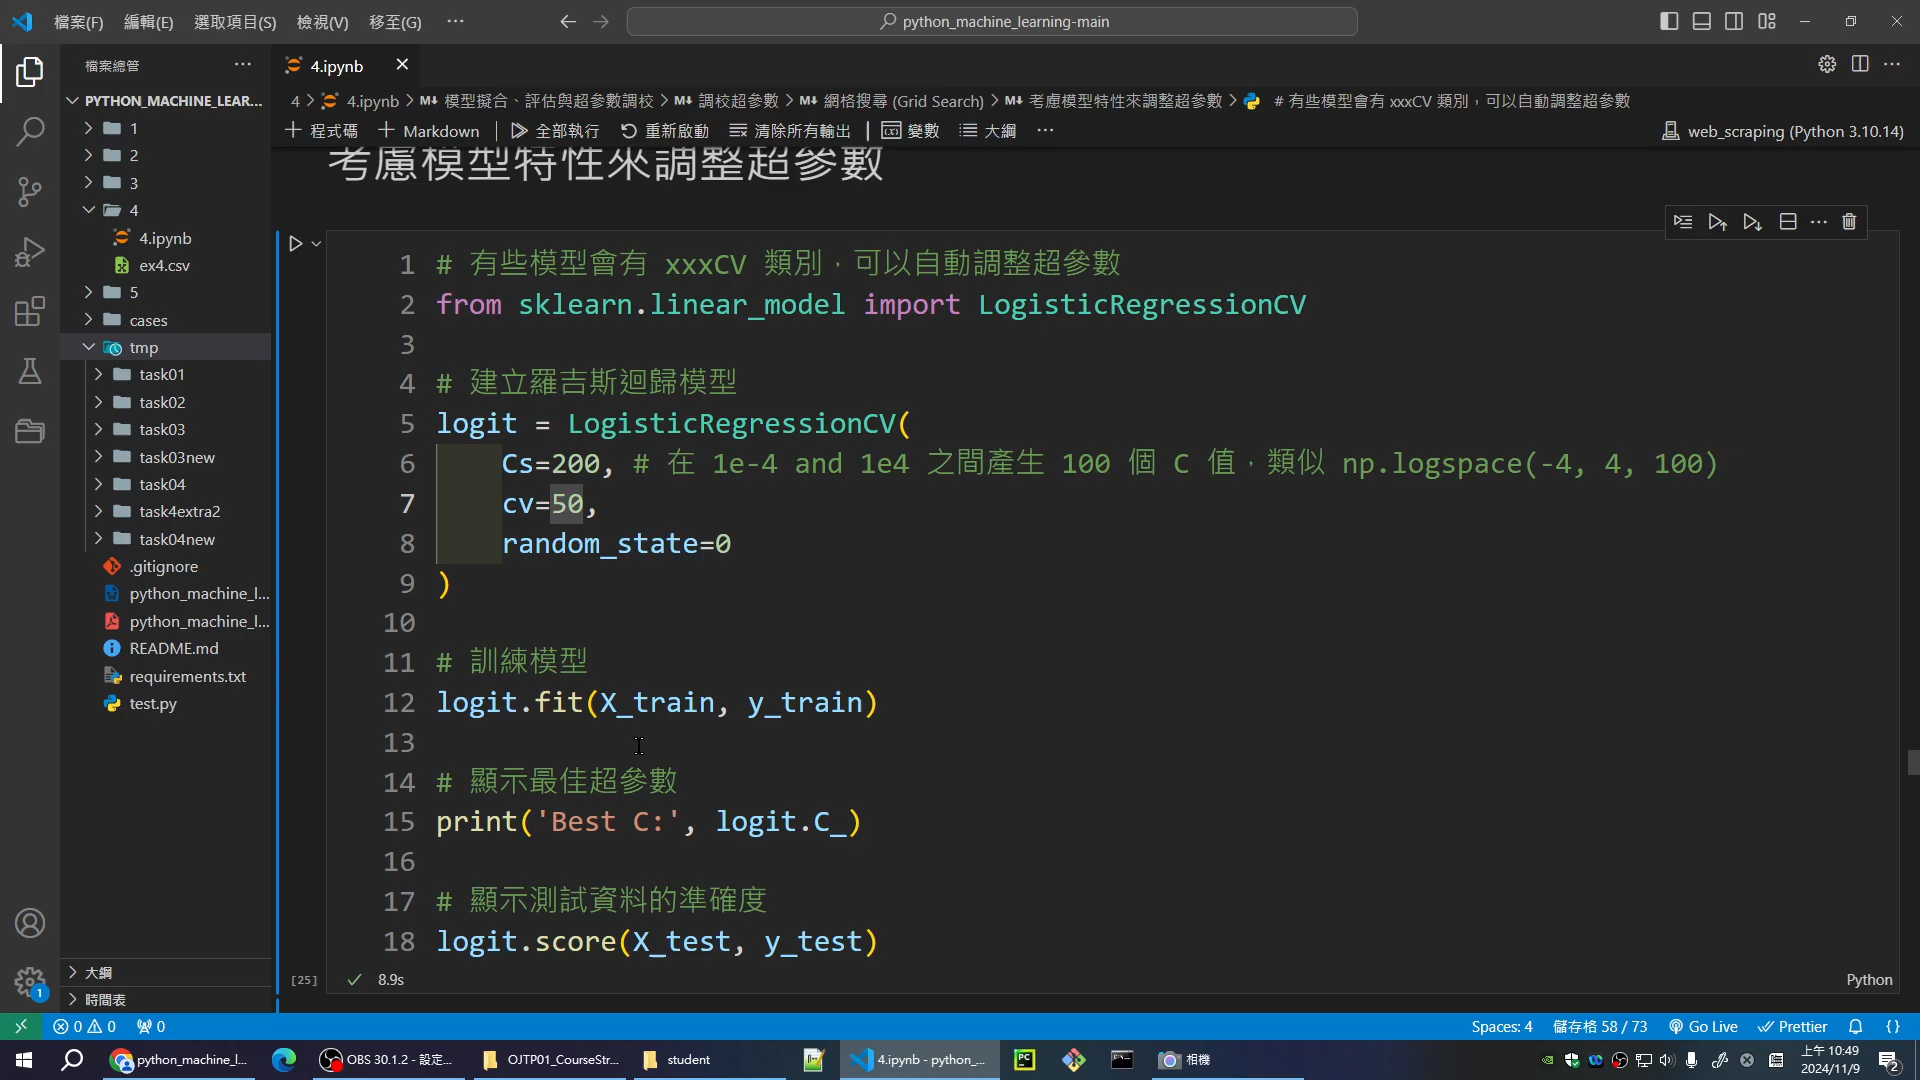 檔案(F) 編輯(E) 選取項目(S) 檢視(V) 移至(G) ··· python_machine_learning-main
檔案總管 ···
4.ipynb
PYTHON_MACHINE_LEAR...
1
2
3
4
4.ipynb
ex4.csv
5
cases
tmp
task01
task02
task03
task03new
task04
task4extra2
task04new
.gitignore
python_machine_l...
python_machine_l...
README.md
requirements.txt
test.py
大綱
時間表
4 > 4.ipynb > M↓ 模型擬合、評估與超參數調校 > M↓ 調校超參數 > M↓ 網格搜尋 (Grid Search) > M↓ 考慮模型特性來調整超參數 > # 有些模型會有 xxxCV 類別，可以自動調整超參數
+ 程式碼 + Markdown 全部執行 重新啟動 清除所有輸出 變數 大綱 ···
web_scraping (Python 3.10.14)
考慮模型特性來調整超參數
1 # 有些模型會有 xxxCV 類別，可以自動調整超參數
2 from sklearn.linear_model import LogisticRegressionCV
3
4 # 建立羅吉斯迴歸模型
5 logit = LogisticRegressionCV(
6 Cs=200, # 在 1e-4 and 1e4 之間產生 100 個 C 值，類似 np.logspace(-4, 4, 100)
7 cv=50,
8 random_state=0
9 )
10
11 # 訓練模型
12 logit.fit(X_train, y_train)
13
14 # 顯示最佳超參數
15 print('Best C:', logit.C_)
16
17 # 顯示測試資料的準確度
18 logit.score(X_test, y_test)
[25] ✓ 8.9s Python
1
0 0 0 Spaces: 4 儲存格 58 / 73 Go Live Prettier {}
python_machine_l... OBS 30.1.2 - 設定... OJTP01_CourseStr... student 4.ipynb - python_... PC 相機
上午 10:49
2024/11/9
2